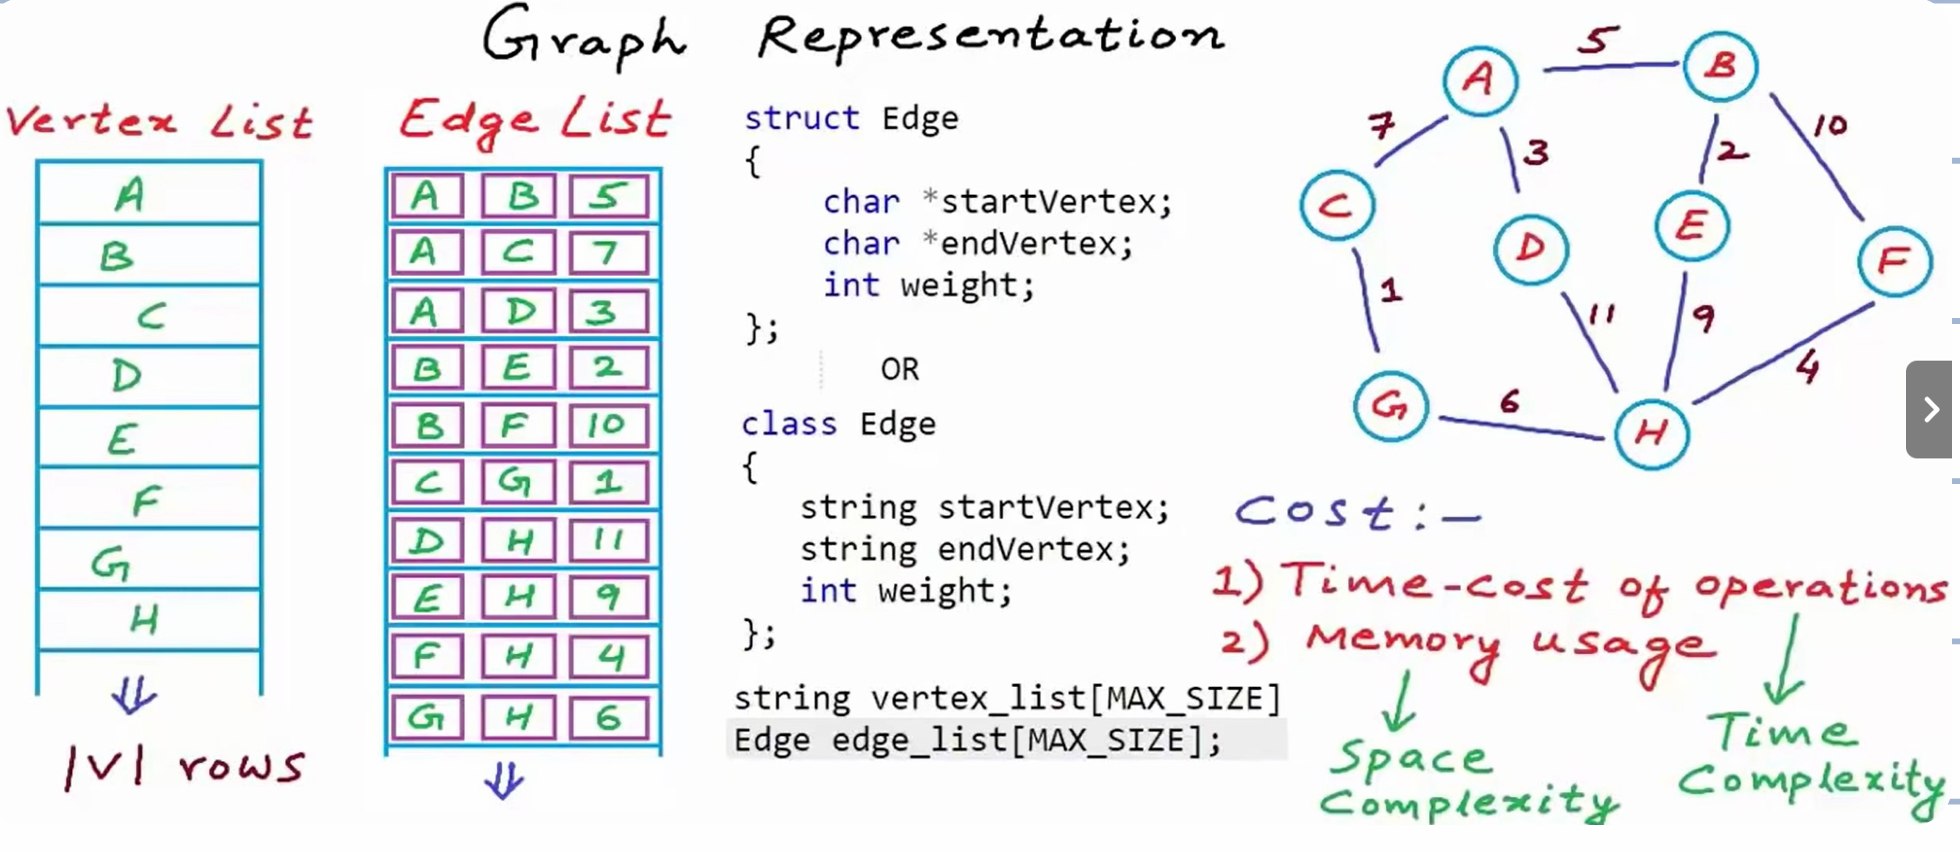 Graph Representation
Vertex List
A
B
C
D
E
F
G
H
|V| rows
Edge List
A B 5
A C 7
A D 3
B E 2
B F 10
C G 1
D H 11
E H 9
F H 4
G H 6
struct Edge
{
char *startVertex;
char *endVertex;
int weight;
};
OR
class Edge
{
string startVertex;
string endVertex;
int weight;
};
string vertex_list[MAX_SIZE]
Edge edge_list[MAX_SIZE];
A
5
B
7
3
2
10
C
D
E
F
1
11
9
4
G
6
H
Cost:-
1) Time-cost of operations
2) Memory usage
Space
Complexity
Time
Complexity